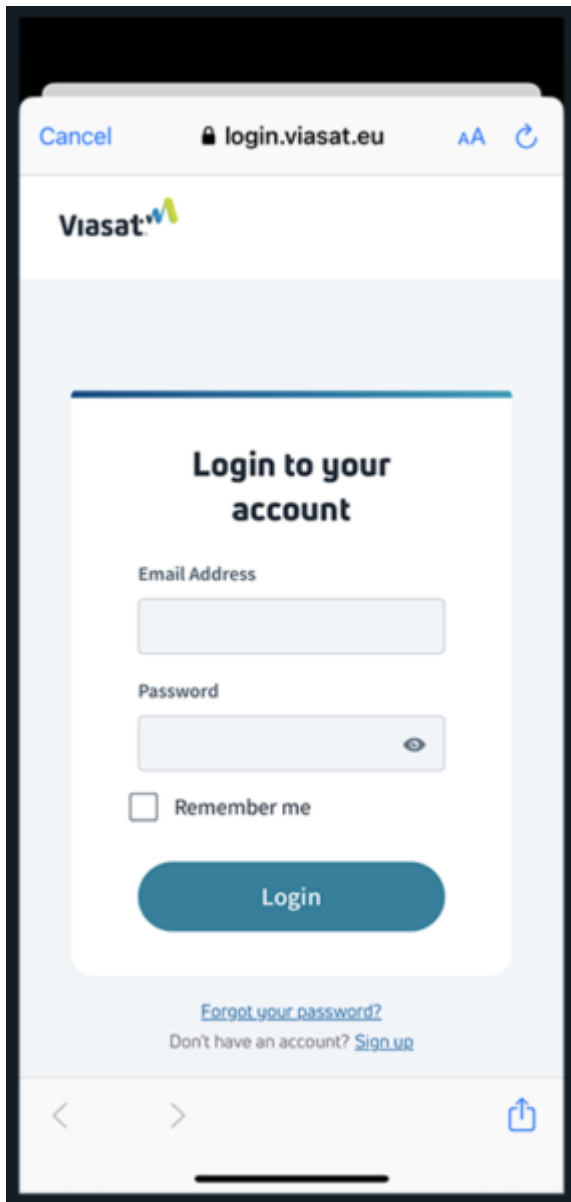 Cancel
login.viasat.eu
AA
Viasat
Login to your
account
Email Address
Password
Remember me
Login
Forgot your password?
Don't have an account? Sign up